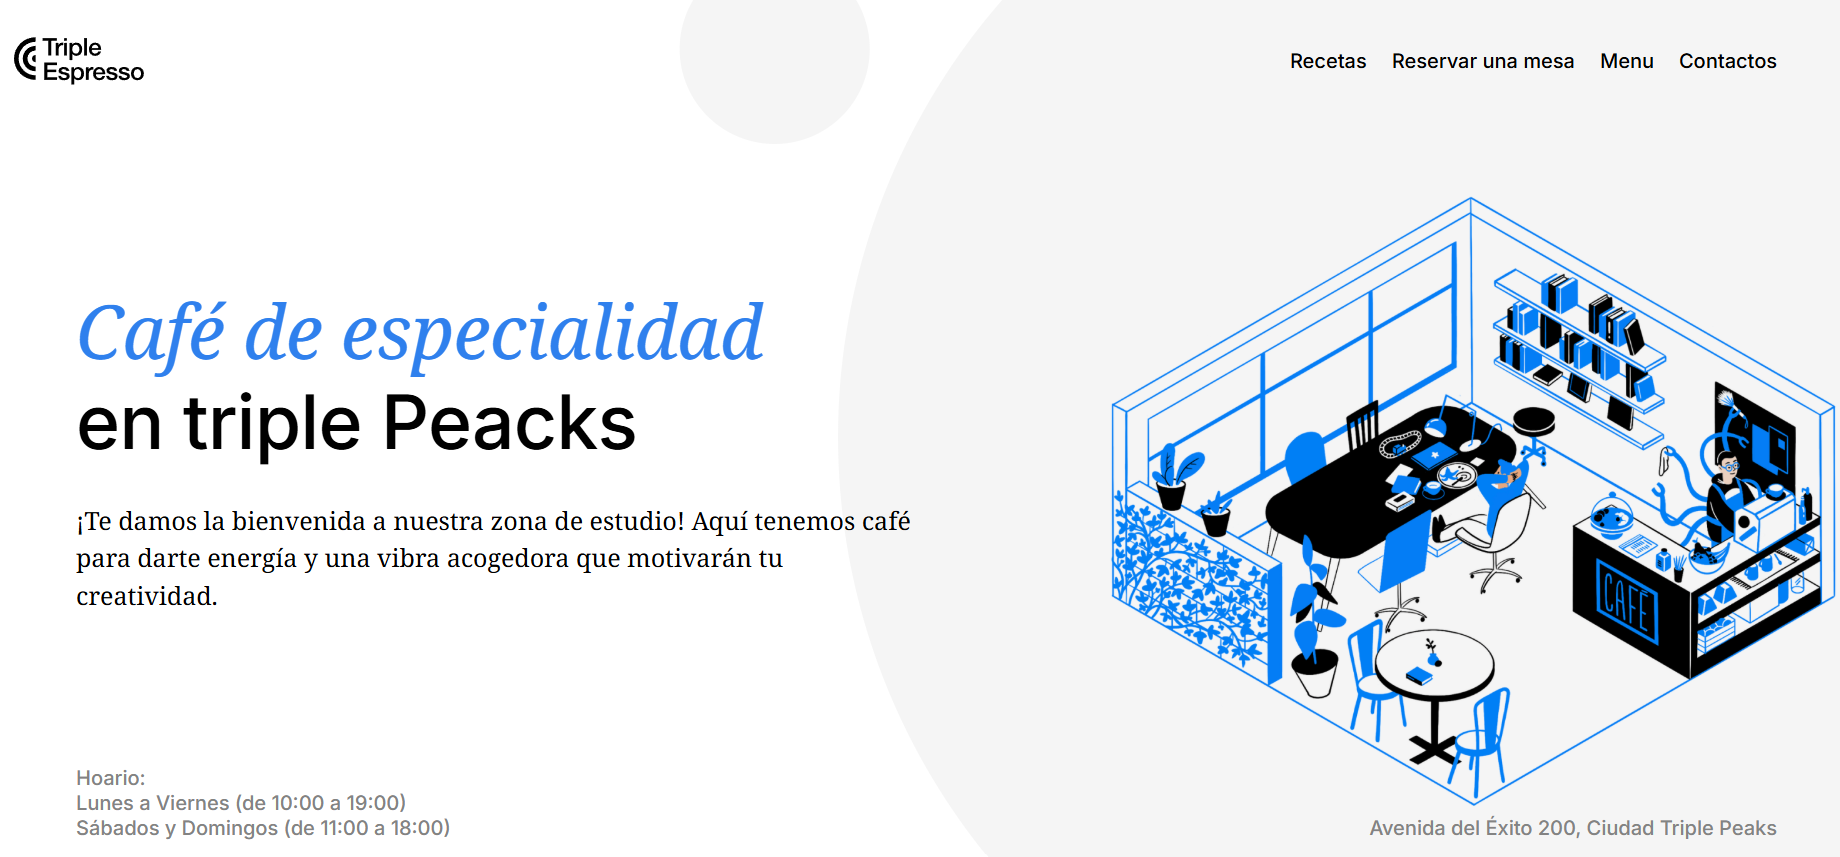 Triple
Espresso
Recetas Reservar una mesa Menu Contactos
Café de especialidad
en triple Peacks
¡Te damos la bienvenida a nuestra zona de estudio! Aquí tenemos café
para darte energía y una vibra acogedora que motivarán tu
creatividad.
CAFÉ
Hoario:
Lunes a Viernes (de 10:00 a 19:00)
Sábados y Domingos (de 11:00 a 18:00)
Avenida del Éxito 200, Ciudad Triple Peaks